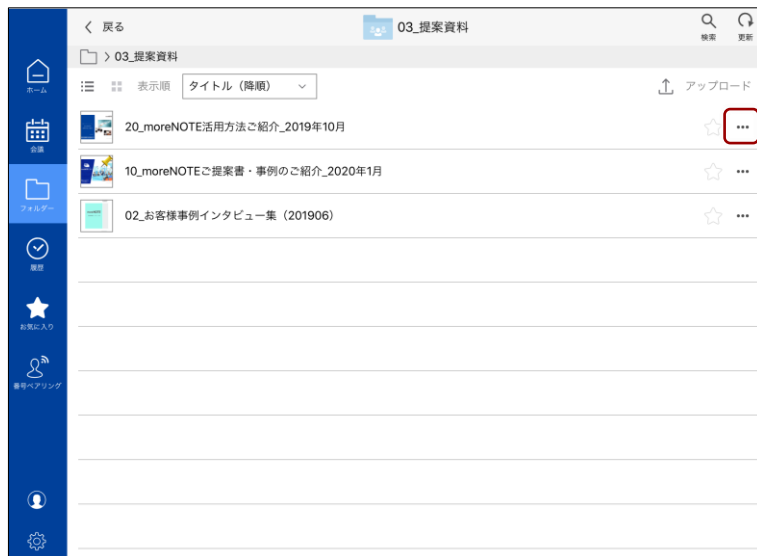 戻る
03_提案資料
検索
更新
> 03_提案資料
表示順
タイトル（降順）
アップロード
20_moreNOTE活用方法ご紹介_2019年10月
10_moreNOTEご提案書・事例のご紹介_2020年1月
02_お客様事例インタビュー集（201906）
ホーム
会議
フォルダー
履歴
お気に入り
番号ペアリング